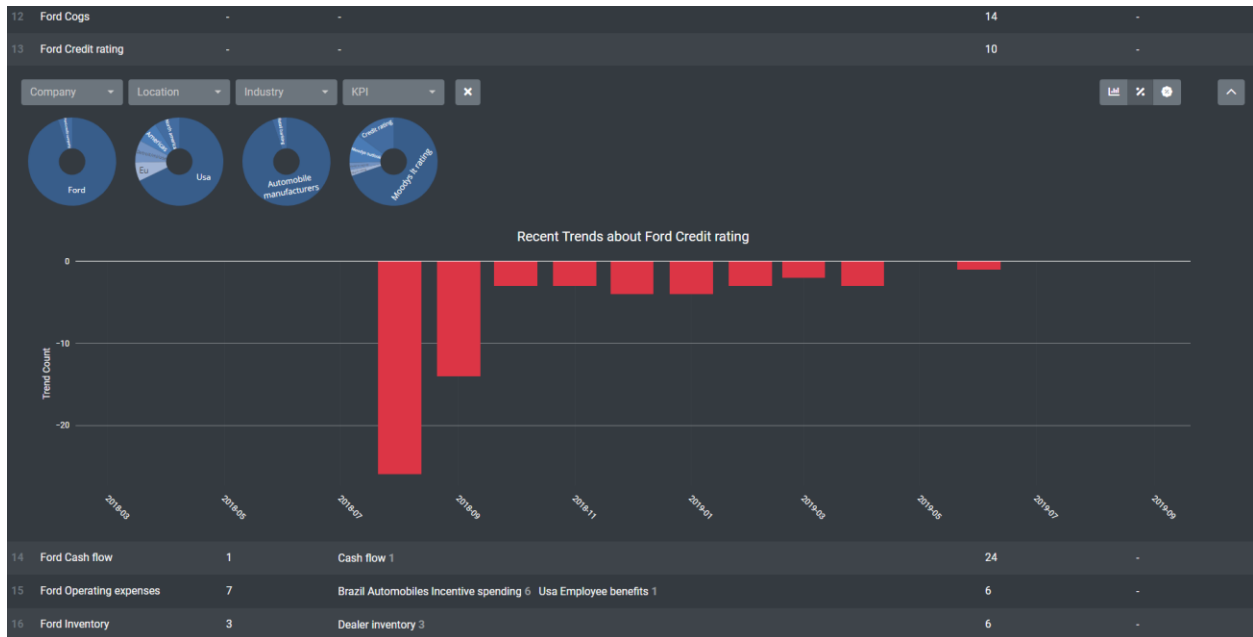 12 Ford Cogs - - 14 -
13 Ford Credit rating - - 10 -
Company Location Industry KPI
Ford
Eu Americas North america Usa
Automobile manufacturers
Credit rating Moodys lt rating
Recent Trends about Ford Credit rating
0
-10
-20
Trend Count
2018-03 2018-05 2018-07 2018-09 2018-11 2019-01 2019-03 2019-05 2019-07 2019-09
14 Ford Cash flow 1 Cash flow 1 24 -
15 Ford Operating expenses 7 Brazil Automobiles Incentive spending 6 Usa Employee benefits 1 6 -
16 Ford Inventory 3 Dealer inventory 3 6 -